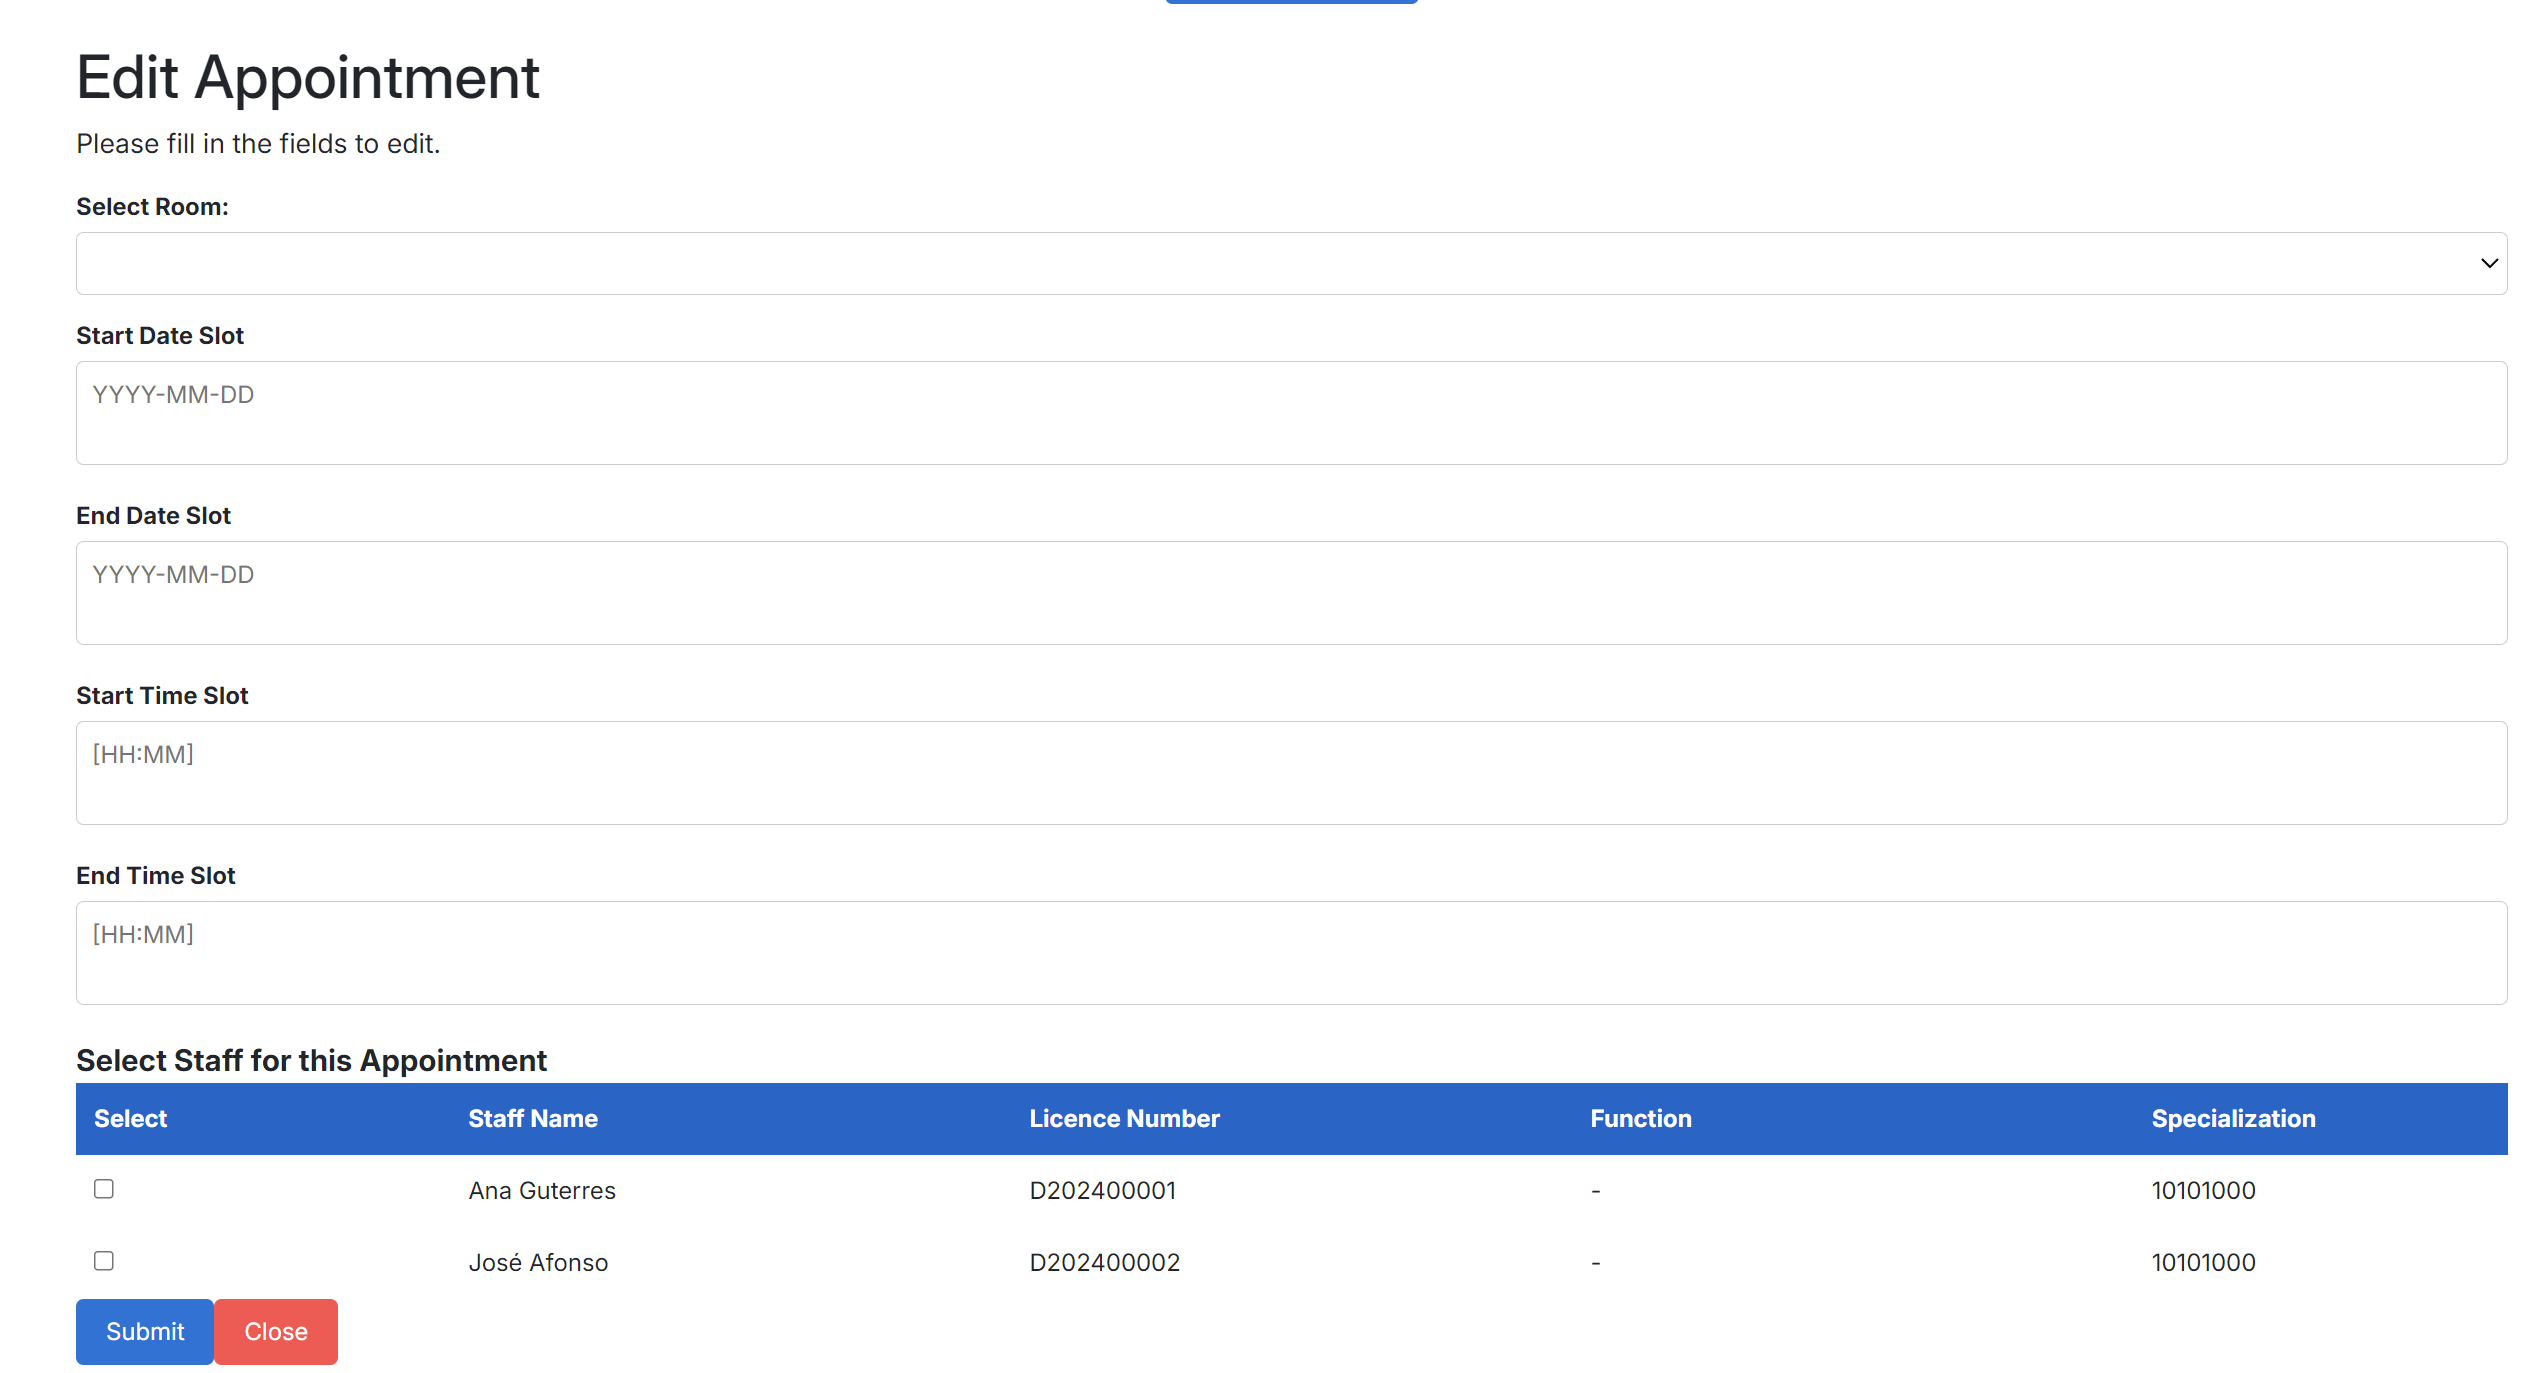 Edit Appointment
Please fill in the fields to edit.
Select Room:
Start Date Slot
YYYY-MM-DD
End Date Slot
YYYY-MM-DD
Start Time Slot
[HH:MM]
End Time Slot
[HH:MM]
Select Staff for this Appointment
Select Staff Name Licence Number Function Specialization
Ana Guterres D202400001 - 10101000
José Afonso D202400002 - 10101000
Submit Close